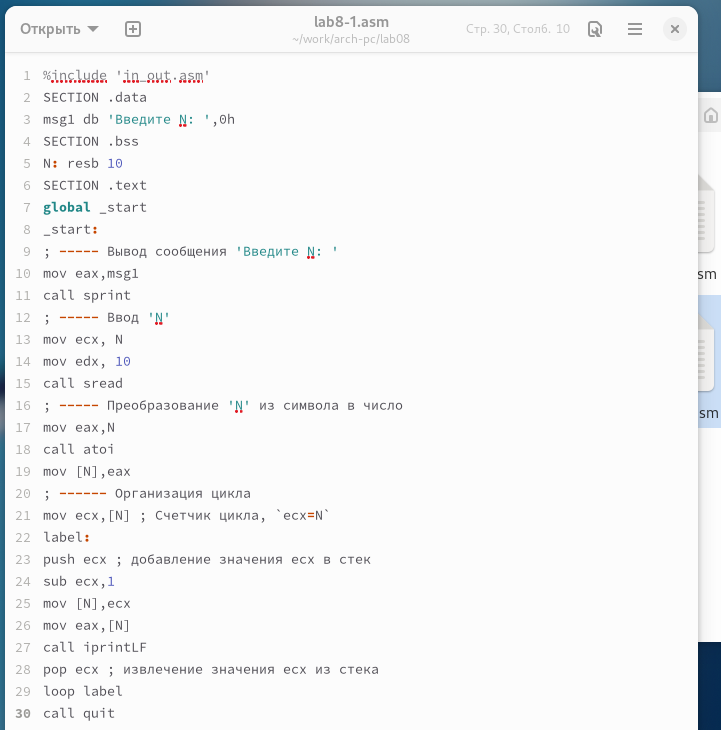 Открыть
lab8-1.asm
~/work/arch-pc/lab08
Стр. 30, Столб. 10
1 %include 'in_out.asm'
2 SECTION .data
3 msg1 db 'Введите N: ',0h
4 SECTION .bss
5 N: resb 10
6 SECTION .text
7 global _start
8 _start:
9 ; ----- Вывод сообщения 'Введите N: '
10 mov eax,msg1
11 call sprint
12 ; ----- Ввод 'N'
13 mov ecx, N
14 mov edx, 10
15 call sread
16 ; ----- Преобразование 'N' из символа в число
17 mov eax,N
18 call atoi
19 mov [N],eax
20 ; ------ Организация цикла
21 mov ecx,[N] ; Счетчик цикла, `ecx=N`
22 label:
23 push ecx ; добавление значения ecx в стек
24 sub ecx,1
25 mov [N],ecx
26 mov eax,[N]
27 call iprintLF
28 pop ecx ; извлечение значения ecx из стека
29 loop label
30 call quit
sm
sm